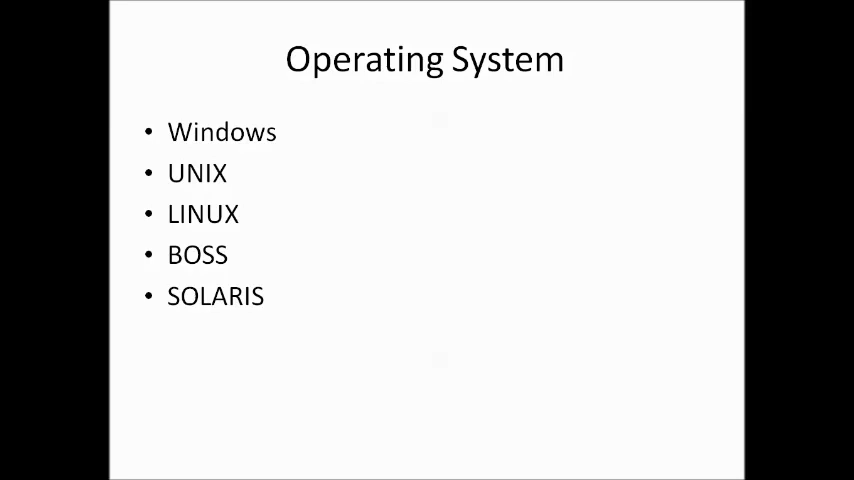 Operating System
• Windows
• UNIX
• LINUX
• BOSS
• SOLARIS